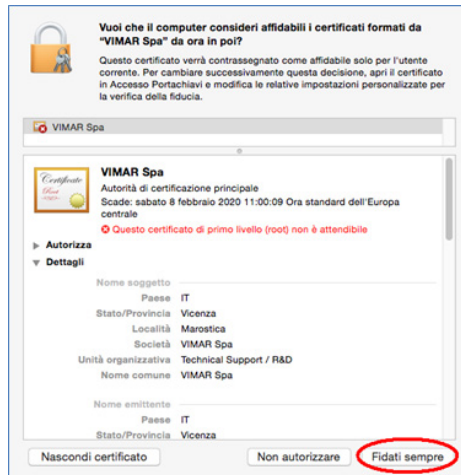 Vuoi che il computer consideri affidabili i certificati formati da
“VIMAR Spa” da ora in poi?
Questo certificato verrà contrassegnato come affidabile solo per l'utente
corrente. Per cambiare successivamente questa decisione, apri il certificato
in Accesso Portachiavi e modifica le relative impostazioni personalizzate per
la verifica della fiducia.
VIMAR Spa
Certificate
Root
VIMAR Spa
Autorità di certificazione principale
Scade: sabato 8 febbraio 2020 11:00:09 Ora standard dell'Europa
centrale
Questo certificato di primo livello (root) non è attendibile
Autorizza
Dettagli
Nome soggetto
Paese IT
Stato/Provincia Vicenza
Località Marostica
Società VIMAR Spa
Unità organizzativa Technical Support / R&D
Nome comune VIMAR Spa
Nome emittente
Paese IT
Stato/Provincia Vicenza
Nascondi certificato Non autorizzare Fidati sempre